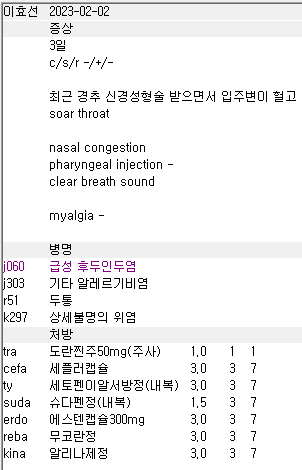 이효선 2023-02-02
증상
3일
c/s/r -/+/-
최근 경추 신경성형술 받으면서 입주변이 헐고
soar throat
nasal congestion
pharyngeal injection -
clear breath sound
myalgia -
병명
j060 급성 후두인두염
j303 기타 알레르기비염
r51 두통
k297 상세불명의 위염
처방
tra 도란찐주50mg(주사) 1,0 1 1
cefa 세플러캡슐 3,0 3 7
ty 세토펜이알서방정(내복) 3,0 3 7
suda 슈다펜정(내복) 1,5 3 7
erdo 에스텐캡슐300mg 3,0 3 7
reba 무코란정 3,0 3 7
kina 알리나제정 3,0 3 7